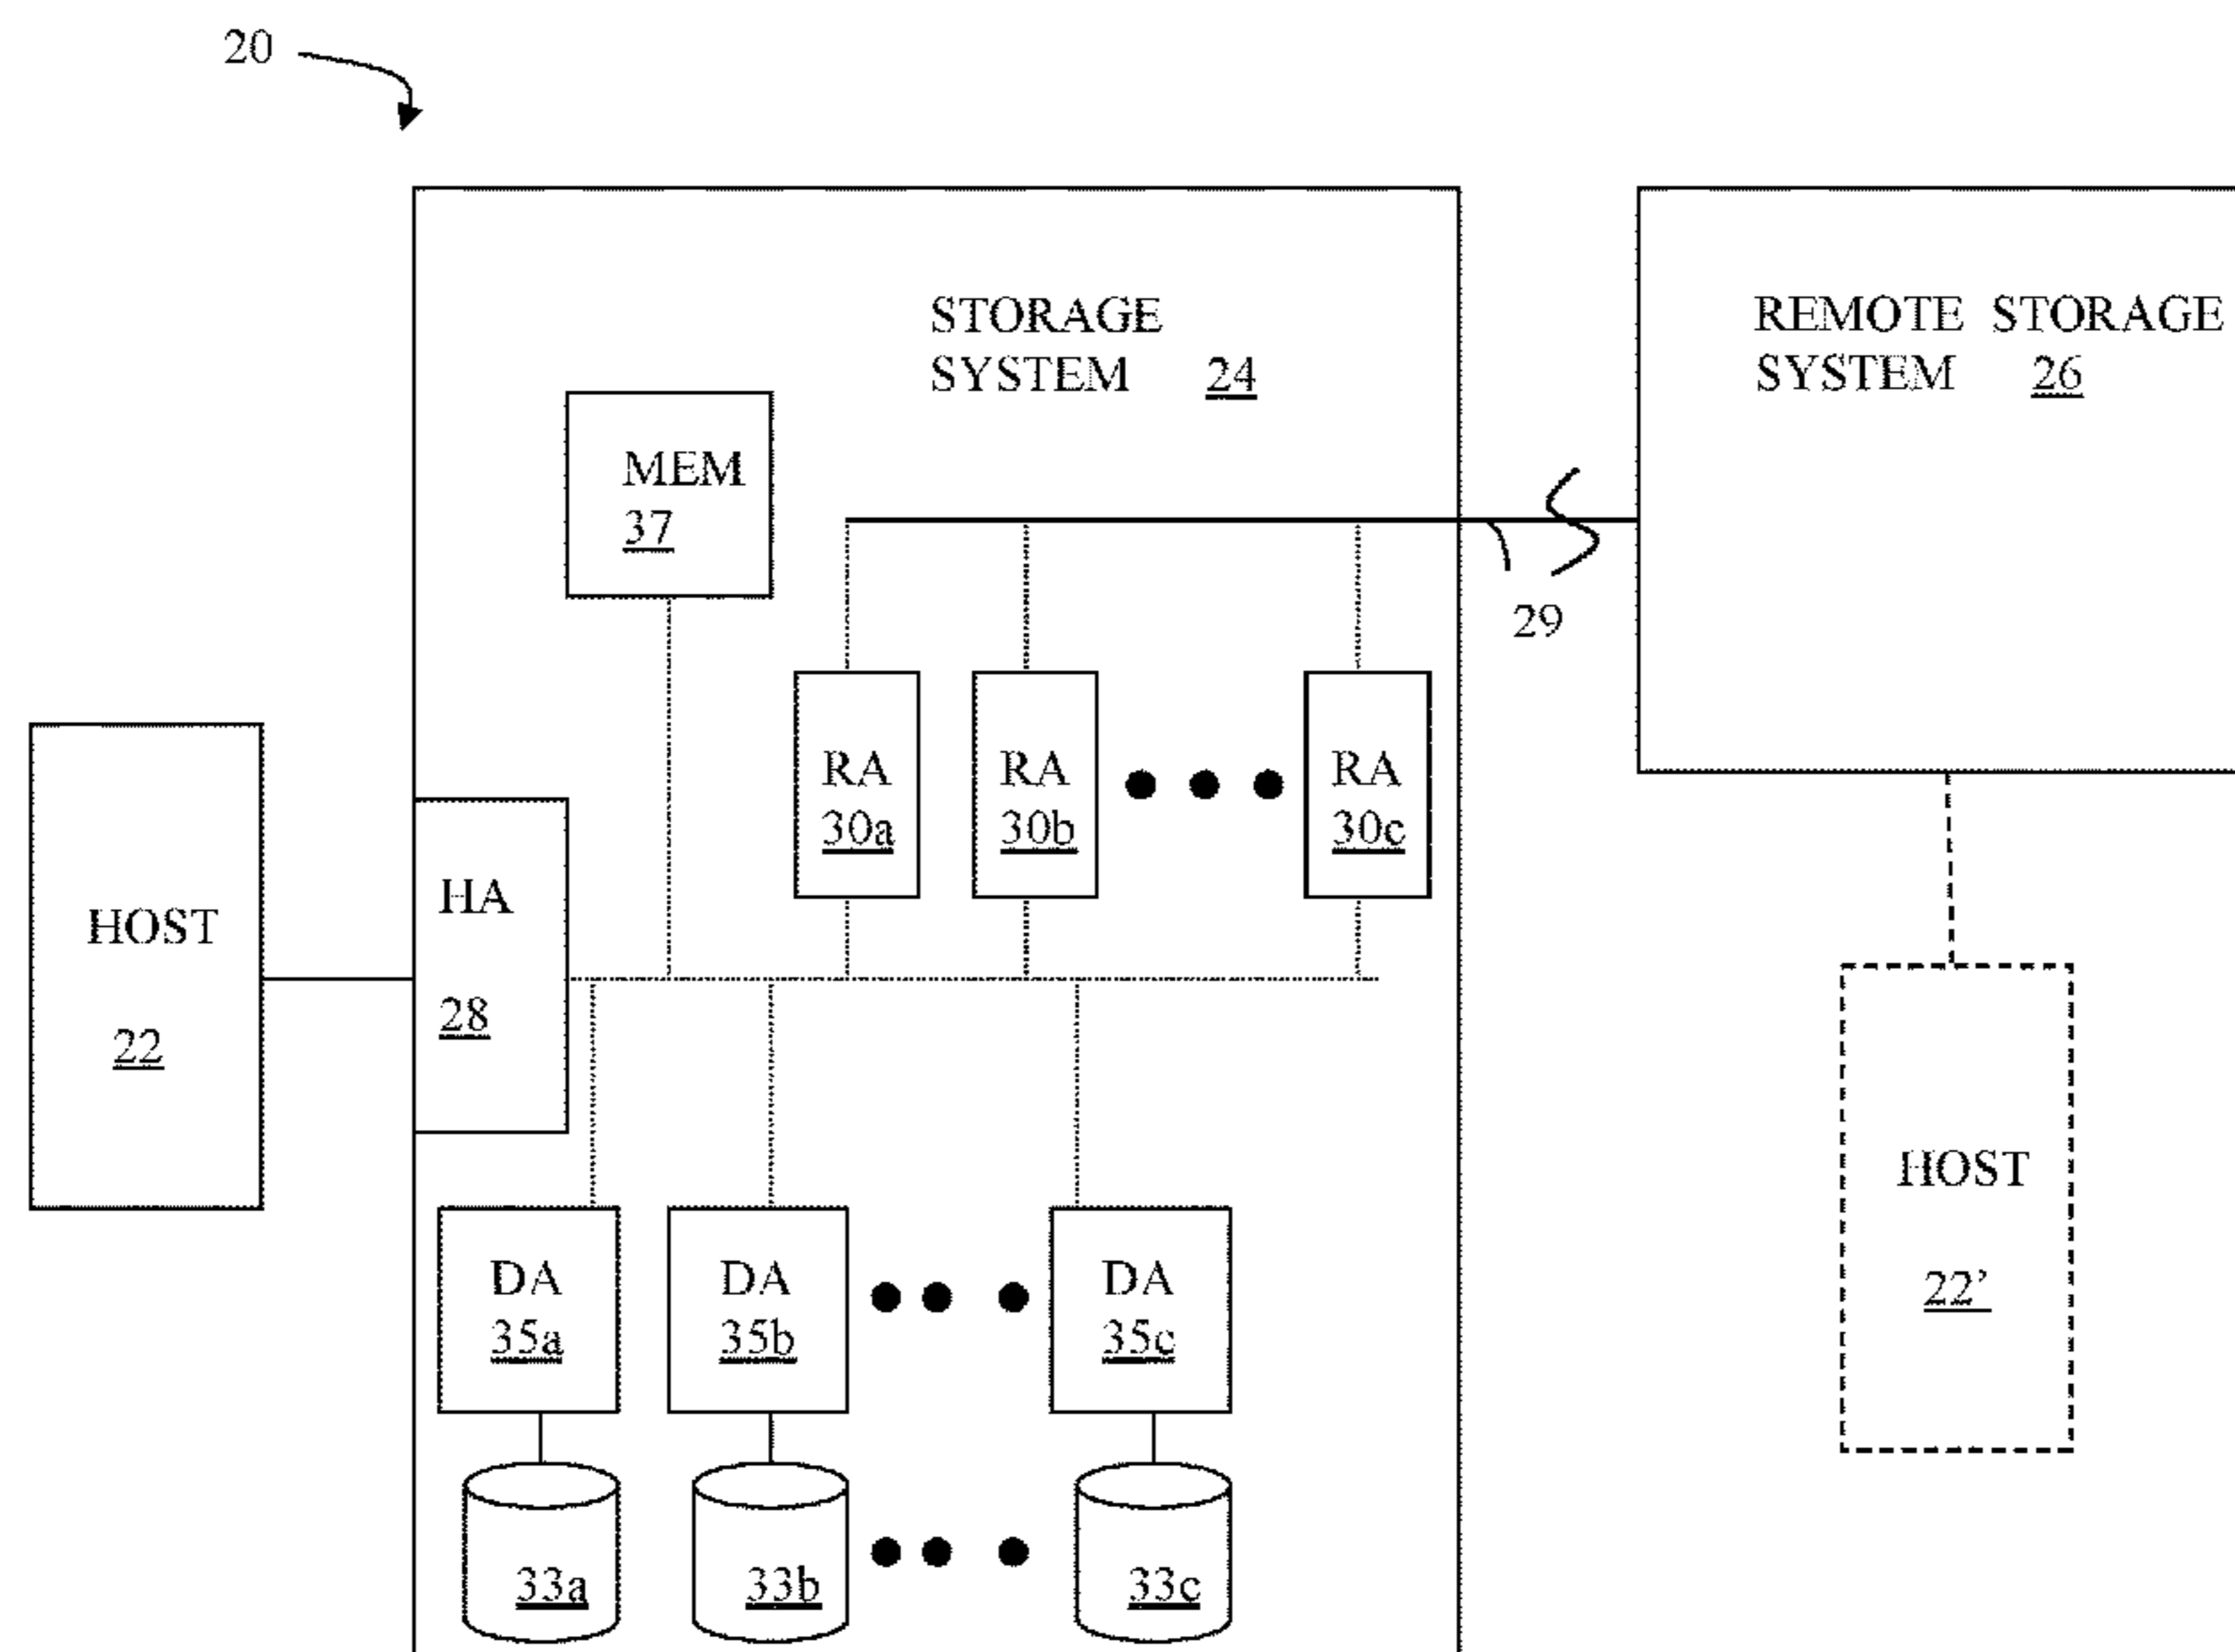 20
STORAGE
SYSTEM 24
REMOTE STORAGE
SYSTEM 26
MEM
37
29
RA
30a
RA
30b
RA
30c
HOST
22
HA
28
HOST
22’
DA
35a
DA
35b
DA
35c
33a
33b
33c